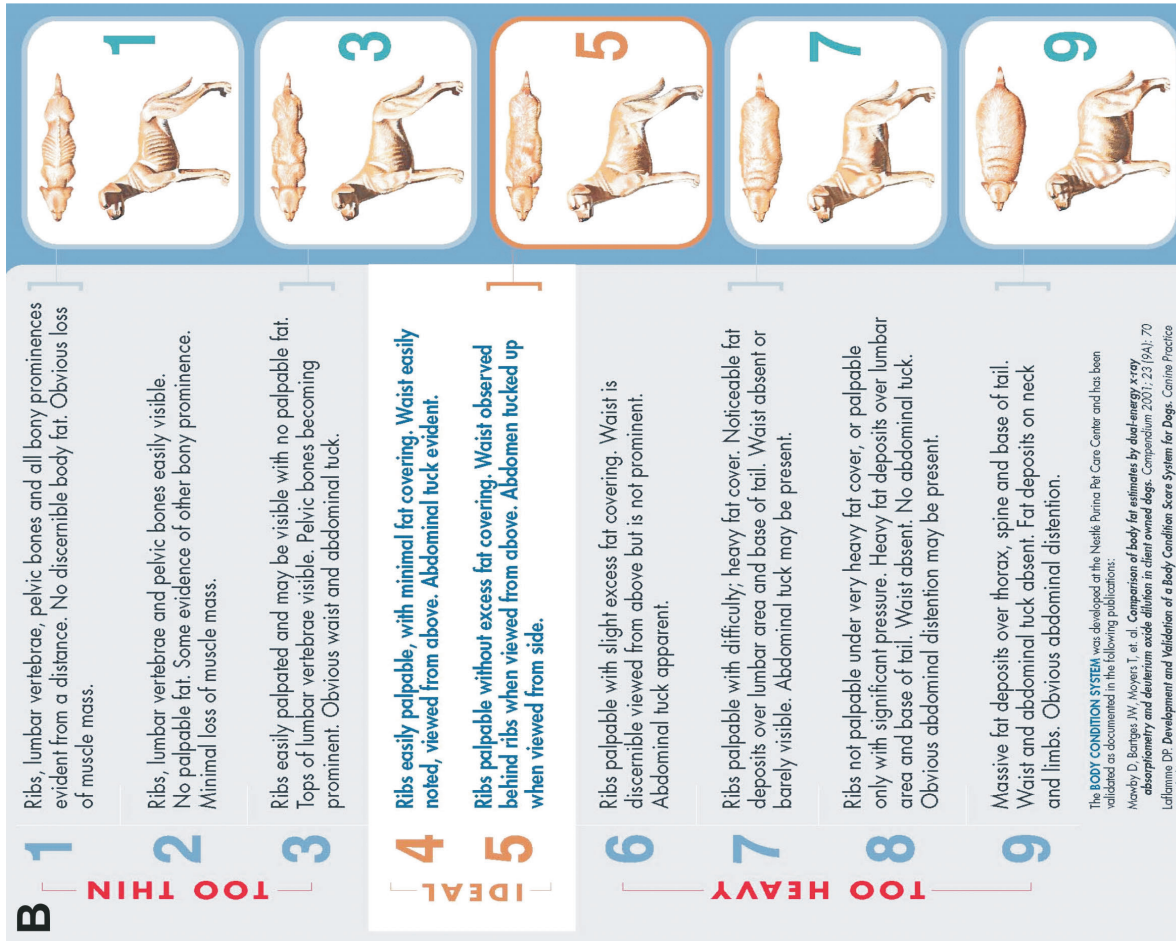 B
TOO THIN
1
Ribs, lumbar vertebrae, pelvic bones and all bony prominences
evident from a distance. No discernible body fat. Obvious loss
of muscle mass.
2
Ribs, lumbar vertebrae and pelvic bones easily visible.
No palpable fat. Some evidence of other bony prominence.
Minimal loss of muscle mass.
3
Ribs easily palpated and may be visible with no palpable fat.
Tops of lumbar vertebrae visible. Pelvic bones becoming
prominent. Obvious waist and abdominal tuck.
IDEAL
4
Ribs easily palpable, with minimal fat covering. Waist easily
noted, viewed from above. Abdominal tuck evident.
5
Ribs palpable without excess fat covering. Waist observed
behind ribs when viewed from above. Abdomen tucked up
when viewed from side.
TOO HEAVY
6
Ribs palpable with slight excess fat covering. Waist is
discernible viewed from above but is not prominent.
Abdominal tuck apparent.
7
Ribs palpable with difficulty; heavy fat cover. Noticeable fat
deposits over lumbar area and base of tail. Waist absent or
barely visible. Abdominal tuck may be present.
8
Ribs not palpable under very heavy fat cover, or palpable
only with significant pressure. Heavy fat deposits over lumbar
area and base of tail. Waist absent. No abdominal tuck.
Obvious abdominal distention may be present.
9
Massive fat deposits over thorax, spine and base of tail.
Waist and abdominal tuck absent. Fat deposits on neck
and limbs. Obvious abdominal distention.
The BODY CONDITION SYSTEM was developed at the Nestlé Purina Pet Care Center and has been
validated as documented in the following publications:
Mawby D, Bartges JW, Moyers T, et. al. Comparison of body fat estimates by dual-energy x-ray
absorptiometry and deuterium oxide dilution in client owned dogs. Compendium 2001; 23 (9A): 70
Laflamme DP. Development and Validation of a Body Condition Score System for Dogs. Canine Practice
1
3
5
7
9